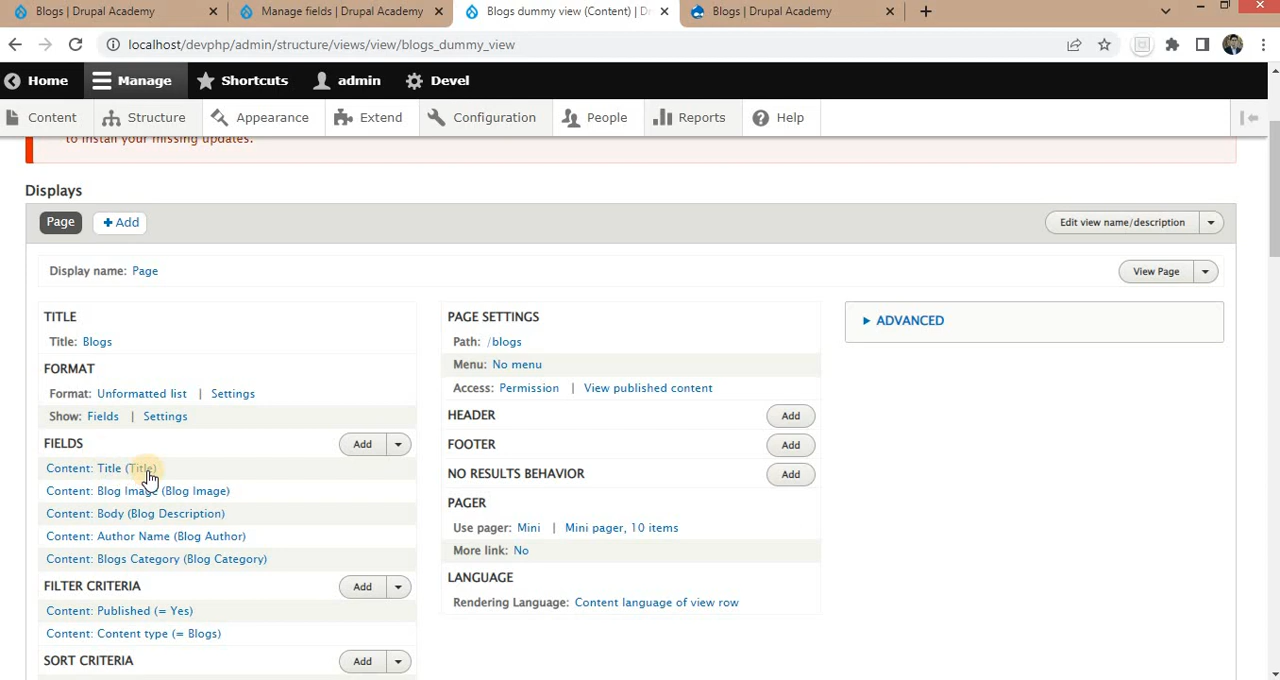 Blogs | Drupal Academy
Manage fields | Drupal Academy
Blogs dummy view (Content) | D
Blogs | Drupal Academy
localhost/devphp/admin/structure/views/view/blogs_dummy_view
Home Manage Shortcuts admin Devel
Content Structure Appearance Extend Configuration People Reports Help
to install your missing updates.
Displays
Page + Add Edit view name/description
Display name: Page View Page
TITLE
Title: Blogs
FORMAT
Format: Unformatted list | Settings
Show: Fields | Settings
FIELDS Add
Content: Title (Title)
Content: Blog Image (Blog Image)
Content: Body (Blog Description)
Content: Author Name (Blog Author)
Content: Blogs Category (Blog Category)
FILTER CRITERIA Add
Content: Published (= Yes)
Content: Content type (= Blogs)
SORT CRITERIA Add
PAGE SETTINGS
Path: /blogs
Menu: No menu
Access: Permission | View published content
HEADER Add
FOOTER Add
NO RESULTS BEHAVIOR Add
PAGER
Use pager: Mini | Mini pager, 10 items
More link: No
LANGUAGE
Rendering Language: Content language of view row
ADVANCED